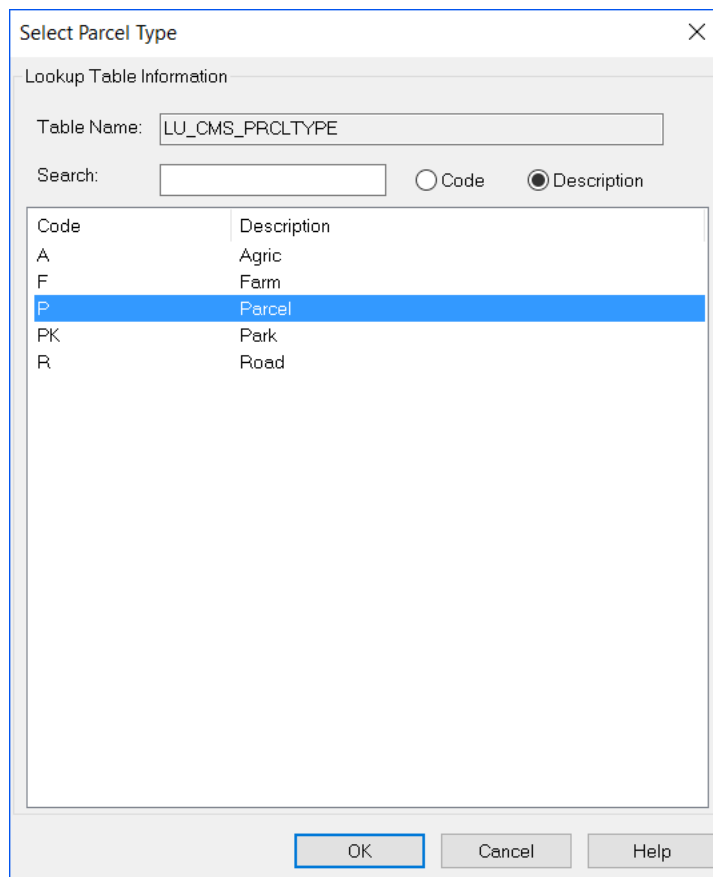 Select Parcel Type
Lookup Table Information
Table Name: LU_CMS_PRCLTYPE
Search: Code Description
Code Description
A Agric
F Farm
P Parcel
PK Park
R Road
OK Cancel Help